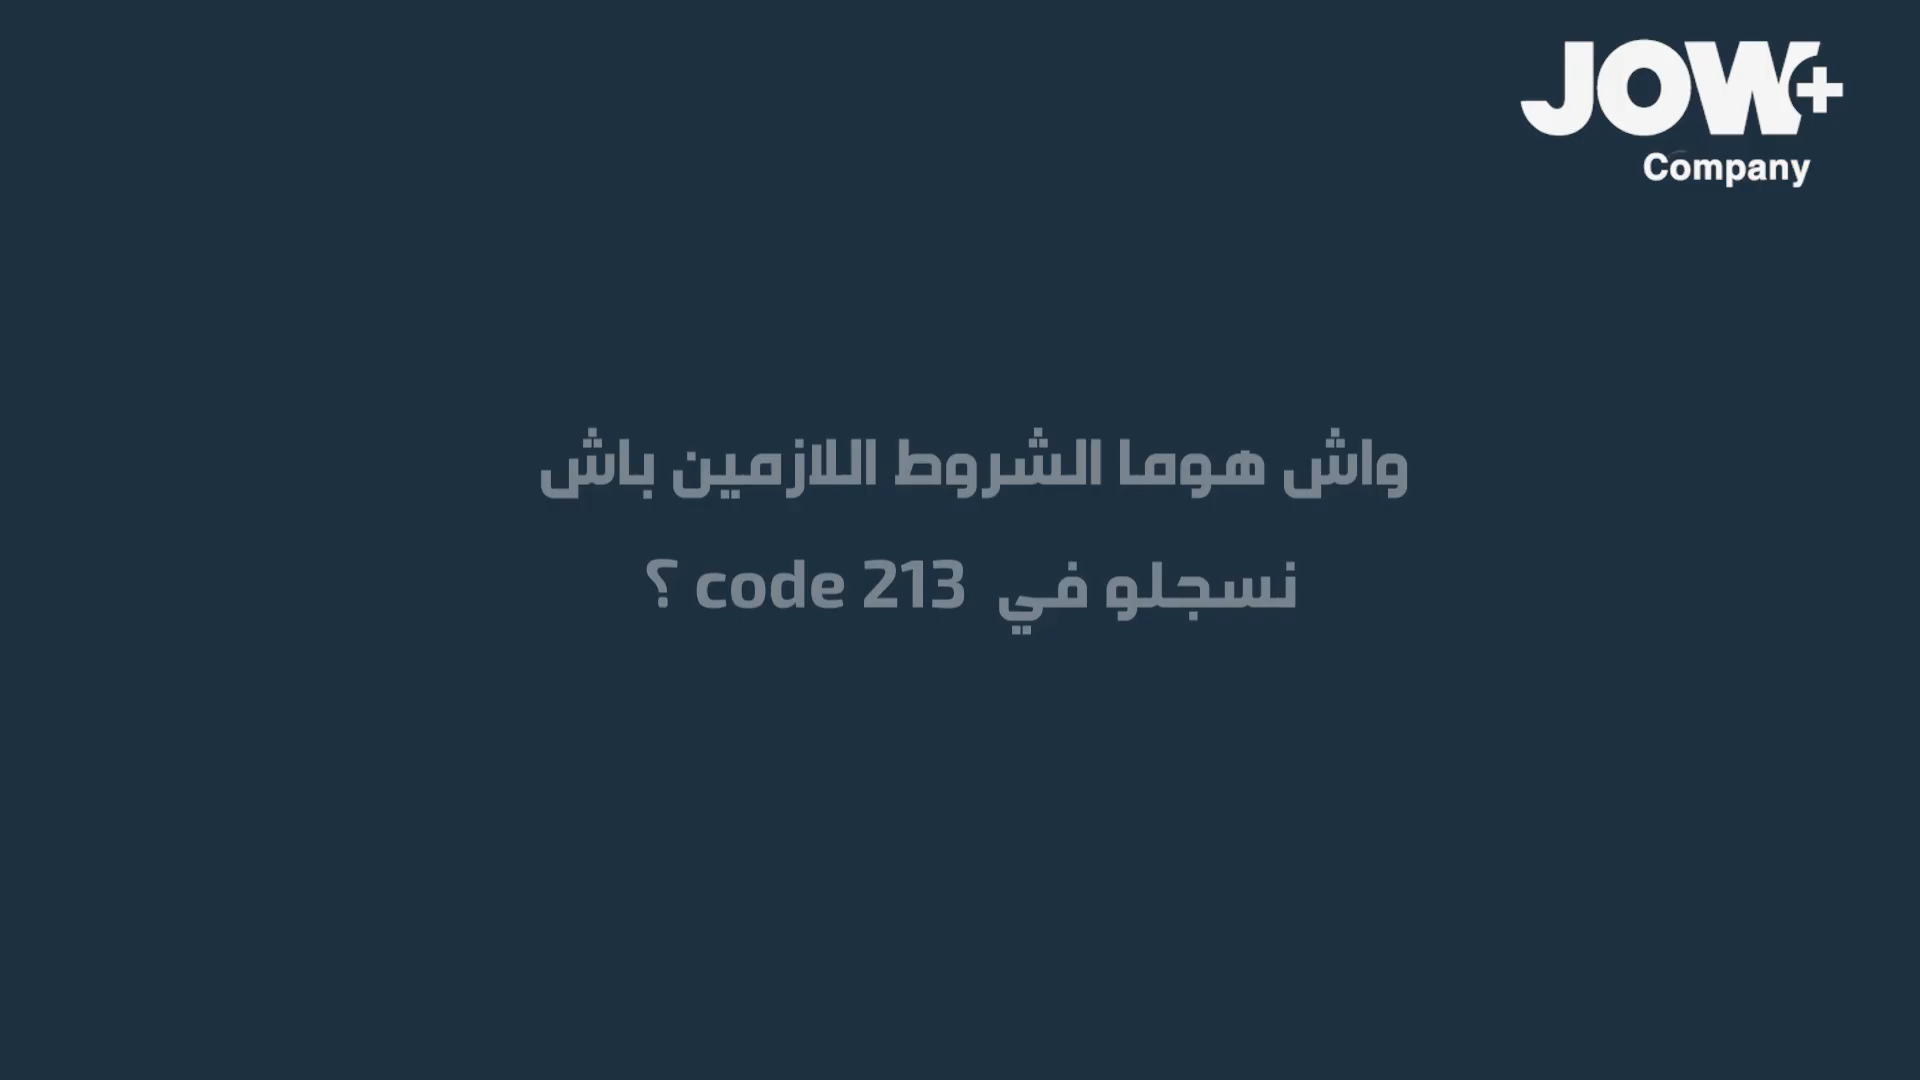 JOW+
Company
واش هوما الشروط اللازمين باش
نسجلو في code 213 ؟